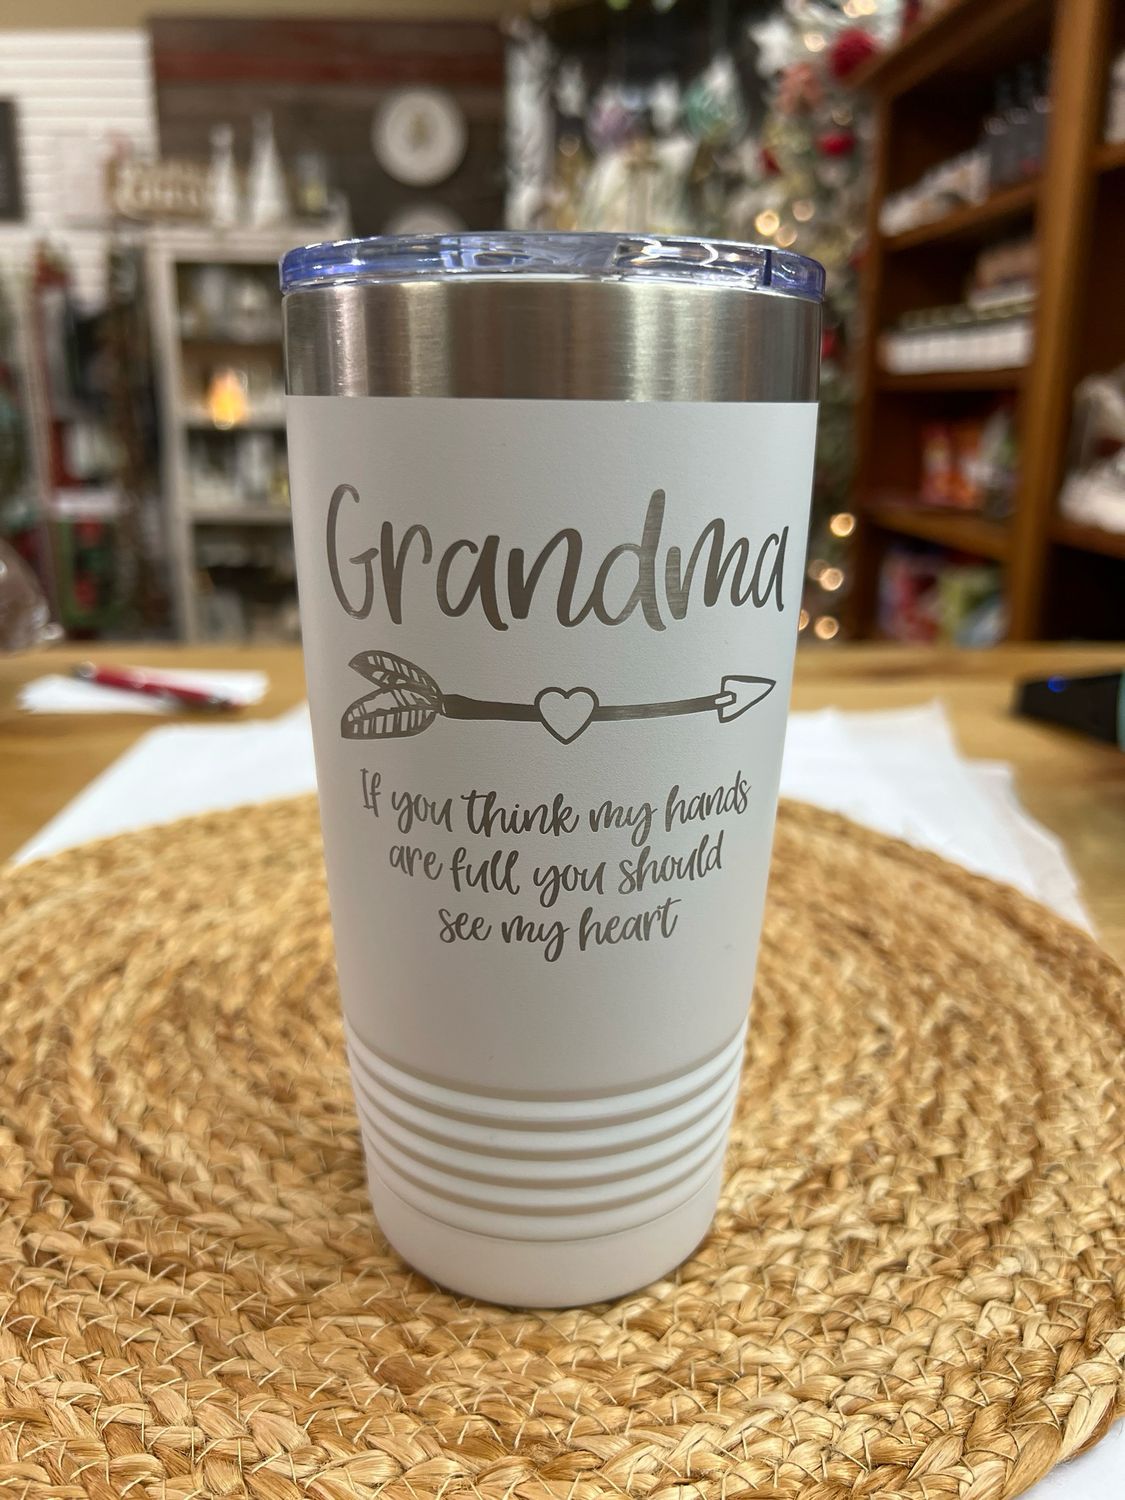 Grandma
If you think my hands
are full you should
see my heart